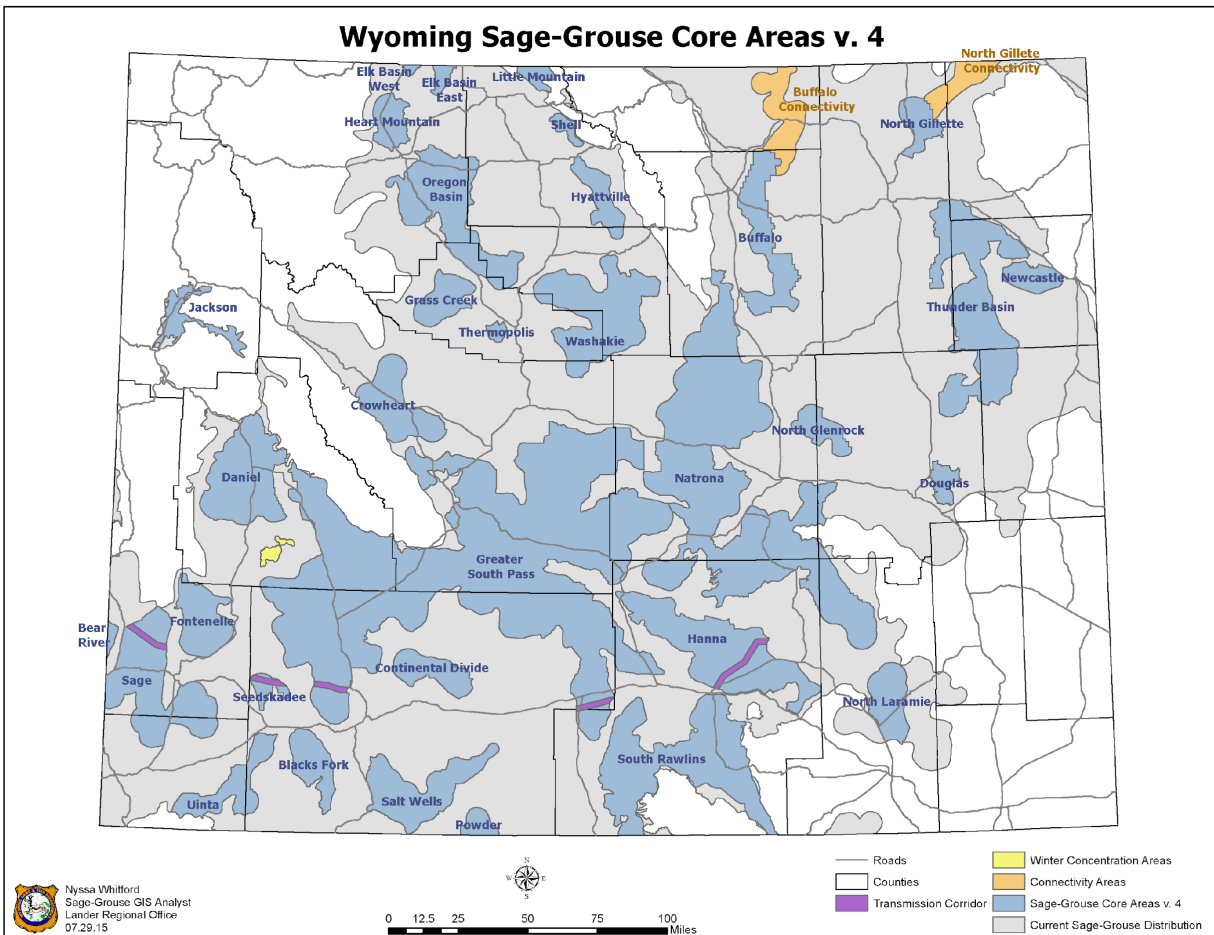 Wyoming Sage-Grouse Core Areas v. 4
North Gillete
Connectivity
Elk Basin
West
Elk Basin
East
Little Mountain
Buffalo
Connectivity
Heart Mountain
Shell
North Gillette
Oregon
Basin
Hyattville
Buffalo
Newcastle
Jackson
Grass Creek
Thunder Basin
Thermopolis
Washakie
Crowheart
North Glenrock
Daniel
Natrona
Douglas
Greater
South Pass
Fontenelle
Bear
River
Hanna
Continental Divide
Sage
Seedskadee
North Laramie
Blacks Fork
South Rawlins
Uinta
Salt Wells
Powder
Nyssa Whitford
Sage-Grouse GIS Analyst
Lander Regional Office
07.29.15
N
W E
S
0 12.5 25 50 75 100
Miles
Roads
Counties
Transmission Corridor
Winter Concentration Areas
Connectivity Areas
Sage-Grouse Core Areas v. 4
Current Sage-Grouse Distribution